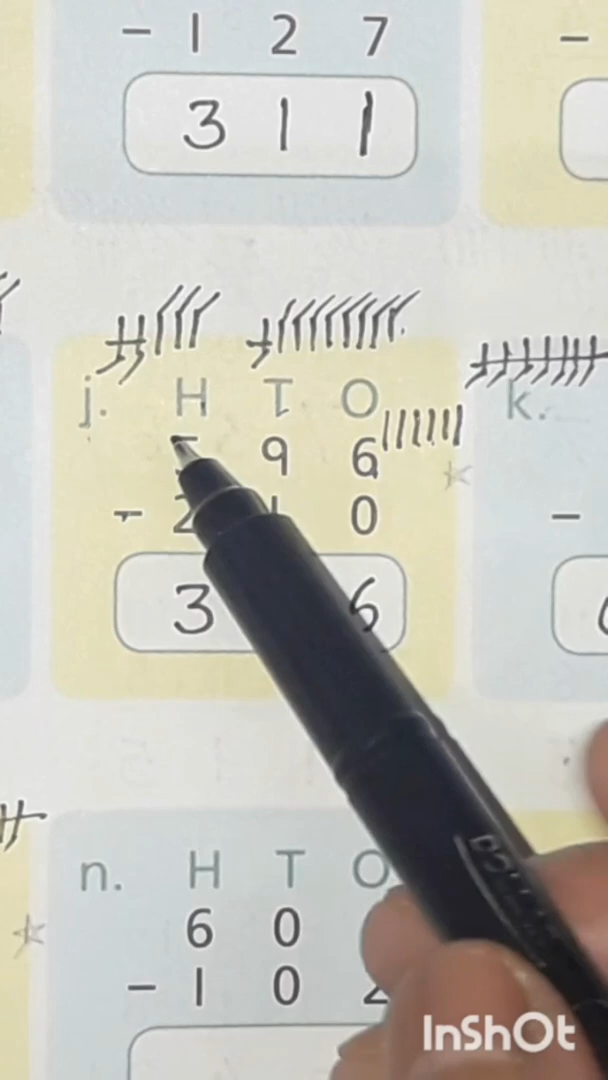 - 1 2 7 -
3 1 1
j. H T O k.
9 6
- 2 0 -
3 6
n. H T O
6 0
- 1 0
InShOt